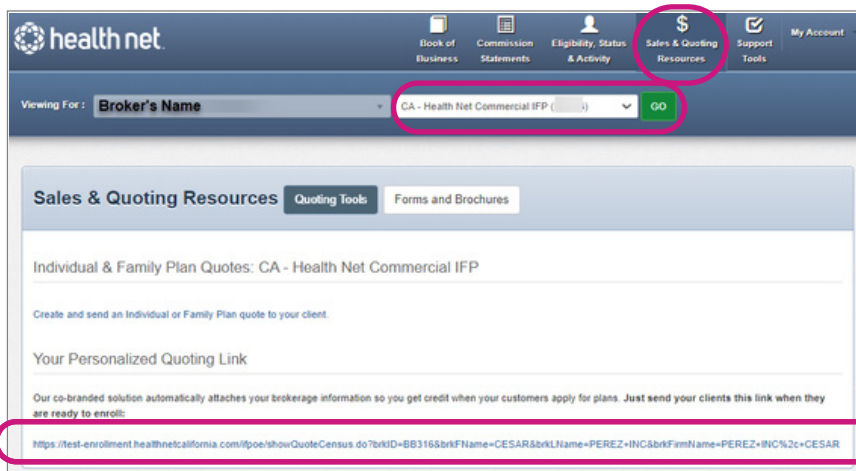 health net.
Book of Business
Commission Statements
Eligibility, Status & Activity
$
Sales & Quoting Resources
Support Tools
My Account
Viewing For :
Broker's Name
CA - Health Net Commercial IFP (
)
GO
Sales & Quoting Resources
Quoting Tools
Forms and Brochures
Individual & Family Plan Quotes: CA - Health Net Commercial IFP
Create and send an Individual or Family Plan quote to your client.
Your Personalized Quoting Link
Our co-branded solution automatically attaches your brokerage information so you get credit when your customers apply for plans. Just send your clients this link when they
are ready to enroll:
https://test-enrollment.healthnetcalifornia.com/ifpoe/showQuoteCensus.do?brkID=BB316&brkFName=CESAR&brkLName=PEREZ+INC&brkFirmName=PEREZ+INC%2c+CESAR